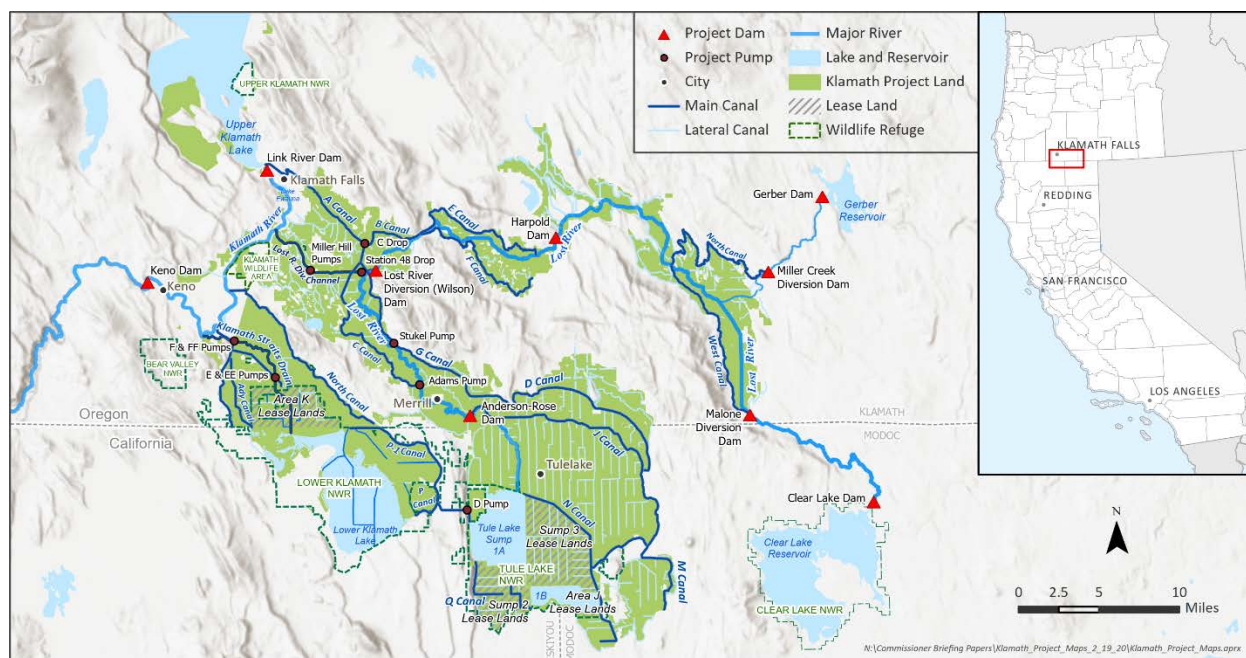 Project Dam
Project Pump
City
Main Canal
Lateral Canal
Major River
Lake and Reservoir
Klamath Project Land
Lease Land
Wildlife Refuge
KLAMATH FALLS
REDDING
SAN FRANCISCO
LOS ANGELES
UPPER KLAMATH NWR
Upper
Klamath
Lake
Link River Dam
Klamath Falls
A Canal
B Canal
E Canal
F Canal
C Drop
Harpold
Dam
Lost River
Gerber Dam
Gerber
Reservoir
North Canal
Miller Creek
Diversion Dam
Klamath River
Miller Hill
Pumps
Station 48 Drop
Lost R. Div. Channel
Lost River
Diversion (Wilson)
Dam
KLAMATH
WILDLIFE
AREA
Keno Dam
Keno
Lost River
Stukel Pump
G Canal
C Canal
West Canal
Lost River
Klamath Straits Drain
F & FF Pumps
BEAR VALLEY
NWR
E & EE Pumps
Ady Canal
Area K
Lease Lands
North Canal
Adams Pump
D Canal
Merrill
Anderson-Rose
Dam
J Canal
Malone
Diversion
Dam
KLAMATH
MODOC
Oregon
California
P-1 Canal
Tulelake
LOWER KLAMATH
NWR
P
Canal
Lower Klamath
Lake
D Pump
N Canal
Tule Lake
Sump
1A
Sump 3
Lease Lands
TULE LAKE
NWR
Q Canal
Sump 2
Lease Lands
1B
Area J
Lease Lands
M Canal
SISKIYOU
MODOC
Clear Lake Dam
Clear Lake
Reservoir
CLEAR LAKE NWR
N
0 2.5 5 10
Miles
N:\Commissioner Briefing Papers\Klamath_Project_Maps_2_19_20\Klamath_Project_Maps.aprx